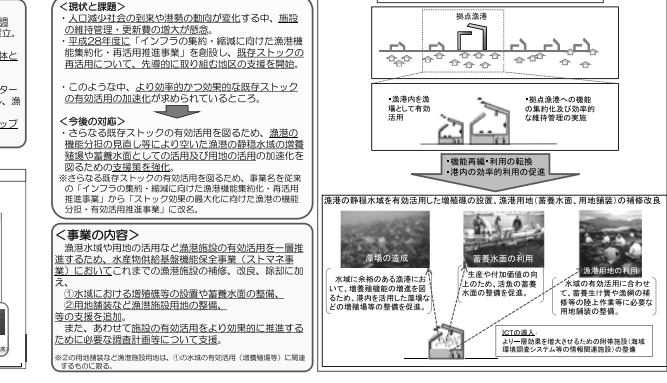 調
立。
体と
ター
、漁
ップ
＜現状と課題＞
・人口減少社会の到来や港勢の動向が変化する中、施設
の維持管理・更新費の増大が懸念。
・平成28年度に「インフラの集約・縮減に向けた漁港機
能集約化・再活用推進事業」を創設し、既存ストックの
再活用について、先導的に取り組む地区の支援を開始。
・このような中、より効率的かつ効果的な既存ストック
の有効活用の加速化が求められているところ。
＜今後の対応＞
・さらなる既存ストックの有効活用を図るため、漁港の
機能分担の見直し等により空いた漁港の静穏水域の増養
殖場や蓄養水面としての活用及び用地の活用の加速化を
図るための支援策を強化。
※さらなる既存ストックの有効活用を図るため、事業名を従来
の「インフラの集約・縮減に向けた漁港機能集約化・再活用
推進事業」から「ストック効果の最大化に向けた漁港の機能
分担・有効活用推進事業」に改名。
＜事業の内容＞
漁港水域や用地の活用など漁港施設の有効活用を一層推
進するため、水産物供給基盤機能保全事業（ストマネ事
業）においてこれまでの漁港施設の補修、改良、除却に加
え、
①水域における増殖礁等の設置や蓄養水面の整備、
②用地舗装など漁港施設用地の整備、
等の支援を追加。
また、あわせて施設の有効活用をより効果的に推進する
ために必要な調査計画等について支援。
※②の用地舗装など漁港施設用地は、①の水域の有効活用（増養殖場等）に関連
するものに限る。
拠点漁港
・漁港内を漁
場として有効
活用
・拠点漁港への機能
の集約化及び効率的
な維持管理の実施
・機能再編・利用の転換
・港内の効率的利用の促進
漁港の静穏水域を有効活用した増殖礁の設置、漁港用地（蓄養水面、用地舗装）の補修改良
藻場の造成
蓄養水面の利用
漁港用地の利用
水域に余裕のある漁港にお
いて、増養殖機能の増進を図
るため、港内を活用した藻場な
どの増殖場等の整備を促進。
生産や付加価値の向
上のため、活魚の蓄養
水面の整備を促進。
水域の有効活用に合わせ
て、蓄養生け簀や漁網の補
修等の陸上作業等に必要な
用地舗装の整備。
ICTの導入：
より一層効果を増大させるための附帯施設（海域
環境調査システム等の情報関連施設）の整備